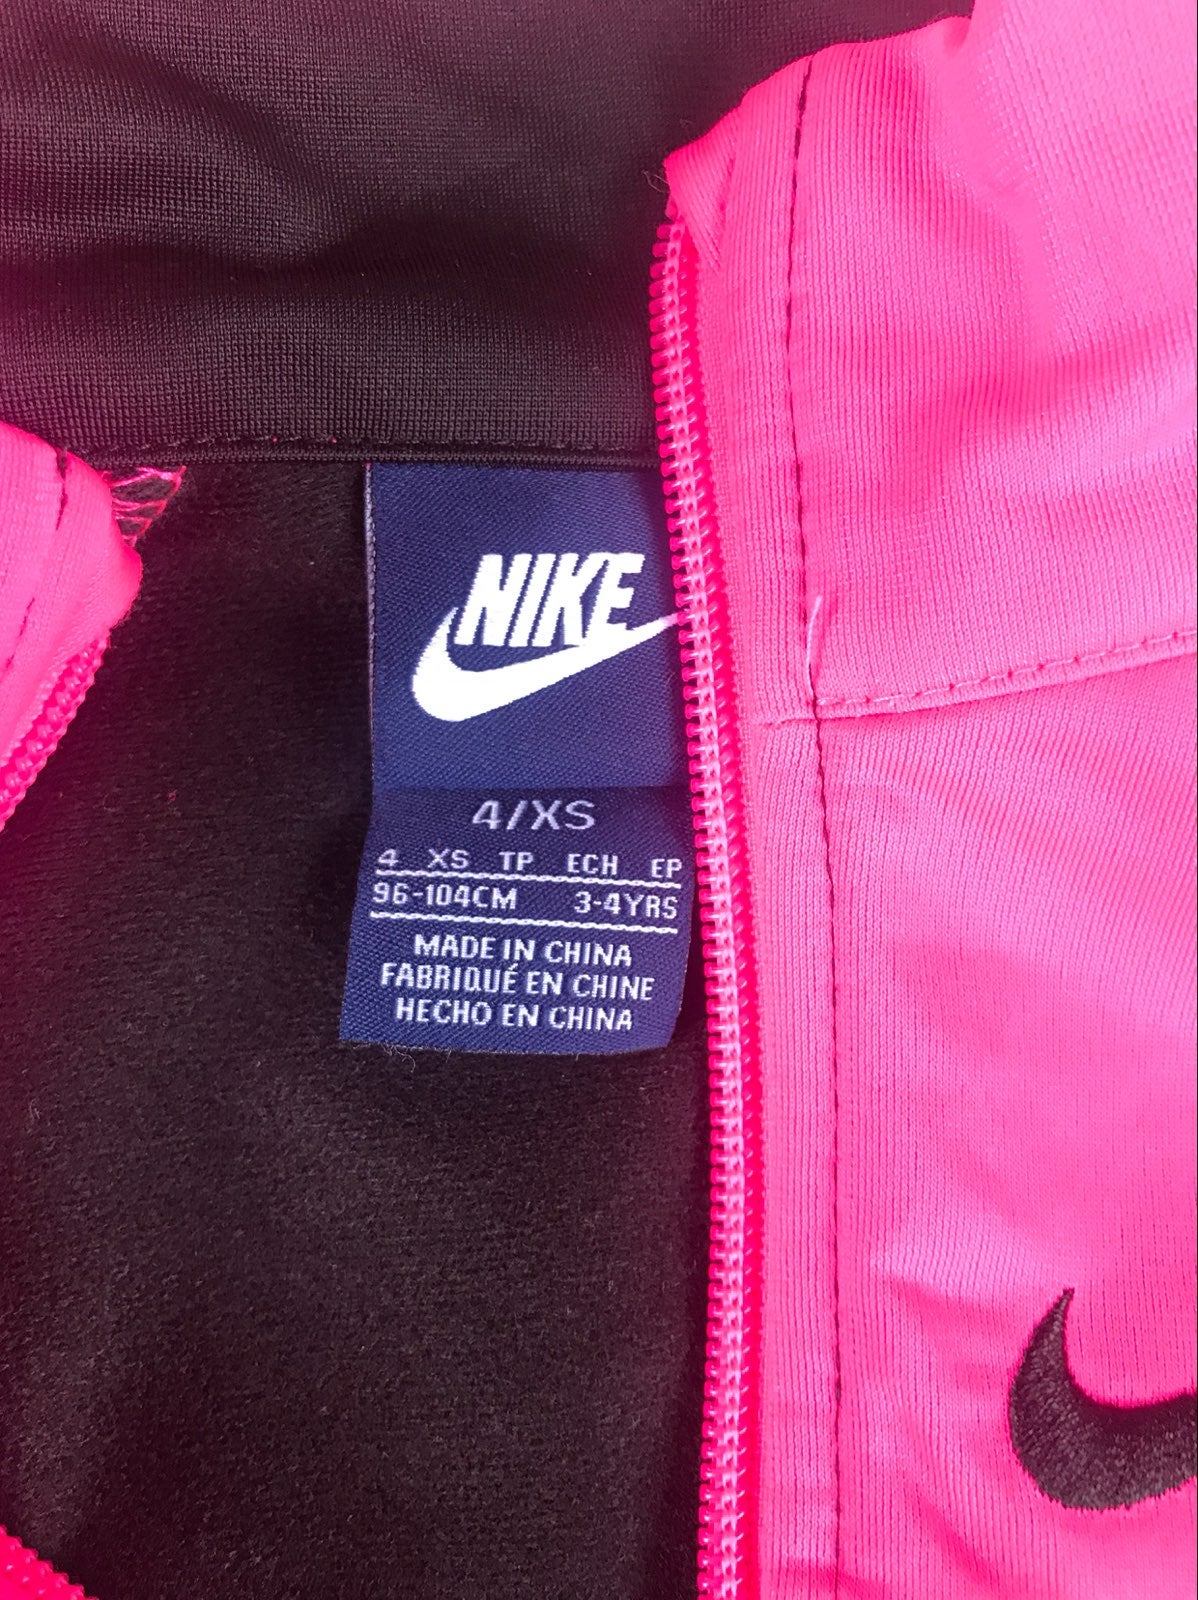 NIKE
4/XS
4 XS TP ECH EP
96-104CM 3-4YRS
MADE IN CHINA
FABRIQUÉ EN CHINE
HECHO EN CHINA